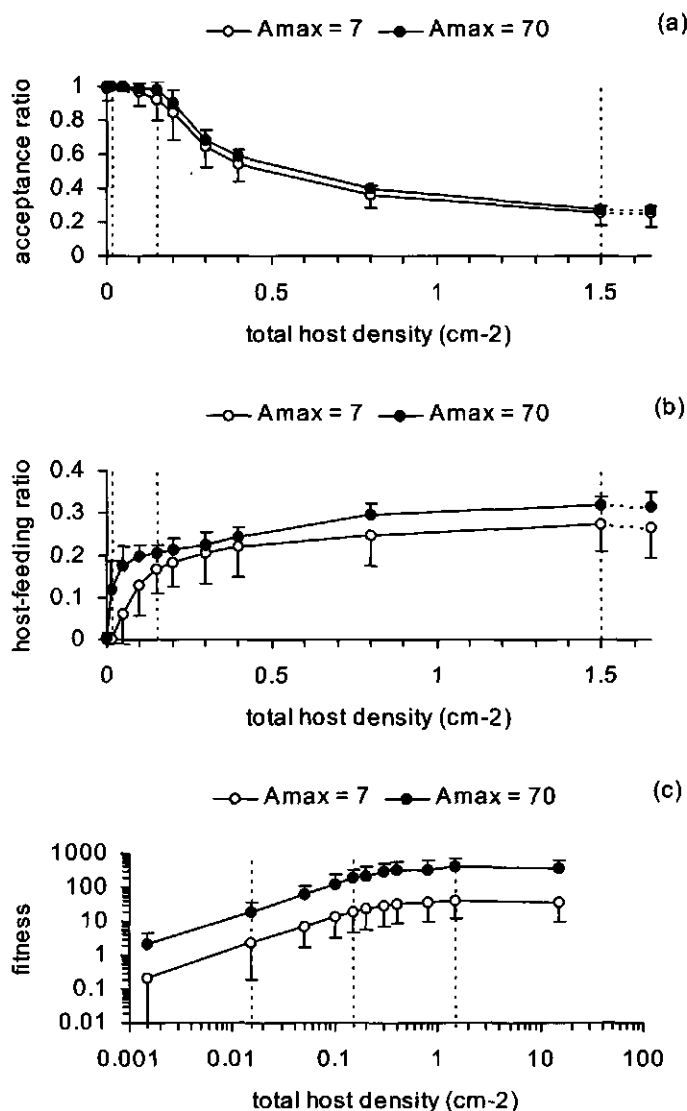 Amax = 7 Amax = 70 (a)
acceptance ratio
1
0.8
0.6
0.4
0.2
0
0 0.5 1 1.5
total host density (cm-2)
Amax = 7 Amax = 70 (b)
host-feeding ratio
0.4
0.3
0.2
0.1
0
0 0.5 1 1.5
total host density (cm-2)
Amax = 7 Amax = 70 (c)
fitness
1000
100
10
1
0.1
0.01
0.001 0.01 0.1 1 10 100
total host density (cm-2)